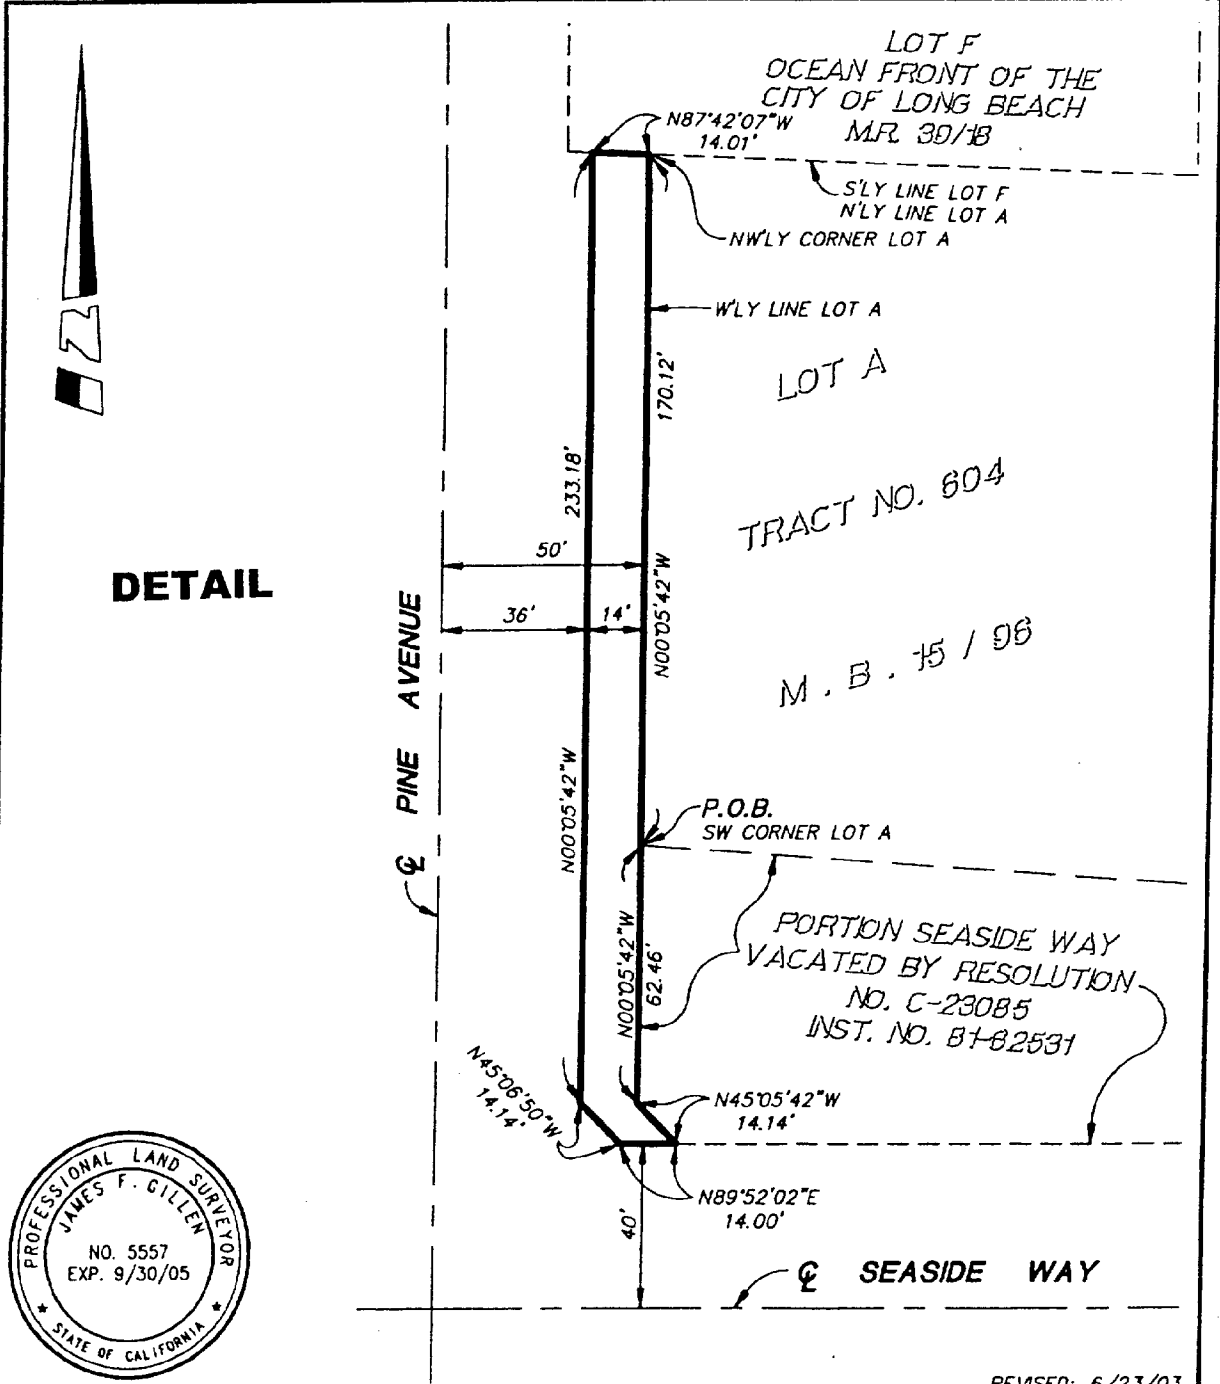 LOT F
OCEAN FRONT OF THE
CITY OF LONG BEACH
M.R. 39/18
N87°42'07"W
14.01'
S'LY LINE LOT F
N'LY LINE LOT A
NW'LY CORNER LOT A
W'LY LINE LOT A
N
LOT A
170.12'
233.18'
TRACT NO. 604
50'
DETAIL
36'
14'
N00°05'42"W
M . B . 15 / 96
PINE AVENUE
N00°05'42"W
P.O.B.
SW CORNER LOT A
℄
PORTION SEASIDE WAY
VACATED BY RESOLUTION
NO. C-23085
INST. NO. 81-82531
N00°05'42"W
62.46'
N45°06'50"W
14.14'
N45°05'42"W
14.14'
N89°52'02"E
14.00'
40'
PROFESSIONAL LAND SURVEYOR
JAMES F. GILLEN
NO. 5557
EXP. 9/30/05
STATE OF CALIFORNIA
℄ SEASIDE WAY
REVISED: 6/23/03